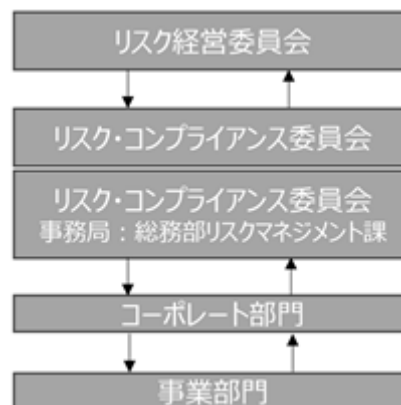 リスク経営委員会
リスク・コンプライアンス委員会
リスク・コンプライアンス委員会
事務局：総務部リスクマネジメント課
コーポレート部門
事業部門